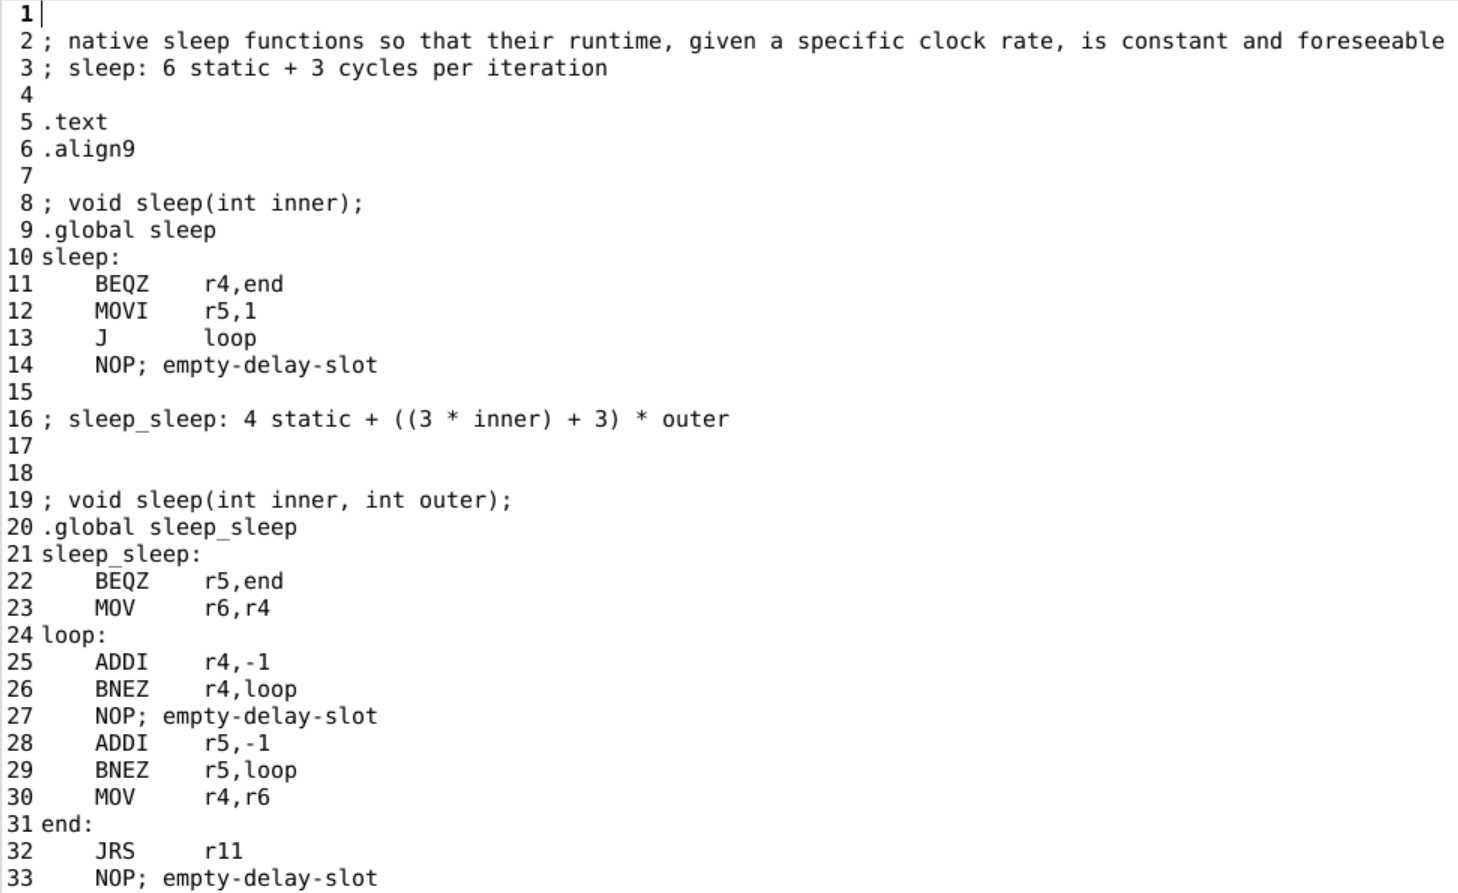 1
2 ; native sleep functions so that their runtime, given a specific clock rate, is constant and foreseeable
3 ; sleep: 6 static + 3 cycles per iteration
4
5 .text
6 .align9
7
8 ; void sleep(int inner);
9 .global sleep
10 sleep:
11     BEQZ    r4,end
12     MOVI    r5,1
13     J       loop
14     NOP; empty-delay-slot
15
16 ; sleep_sleep: 4 static + ((3 * inner) + 3) * outer
17
18
19 ; void sleep(int inner, int outer);
20 .global sleep_sleep
21 sleep_sleep:
22     BEQZ    r5,end
23     MOV     r6,r4
24 loop:
25     ADDI    r4,-1
26     BNEZ    r4,loop
27     NOP; empty-delay-slot
28     ADDI    r5,-1
29     BNEZ    r5,loop
30     MOV     r4,r6
31 end:
32     JRS     r11
33     NOP; empty-delay-slot